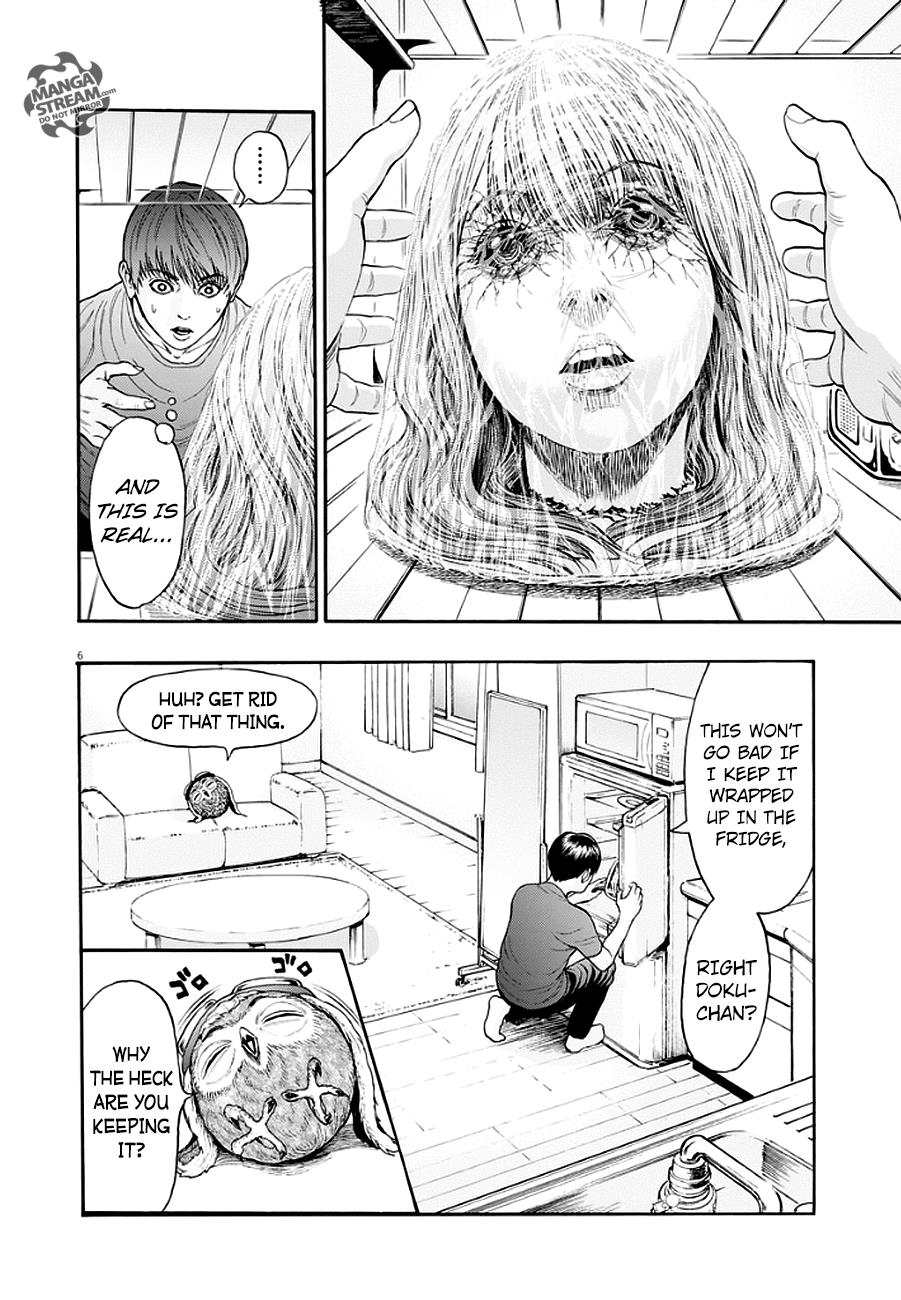 MANGA
STREAM.com
DO NOT MIRROR
......
AND
THIS IS
REAL...
6
THIS WON'T
GO BAD IF
I KEEP IT
WRAPPED
UP IN THE
FRIDGE,
RIGHT
DOKU-
CHAN?
HUH? GET RID
OF THAT THING.
ゴロ
ゴロ
WHY
THE HECK
ARE YOU
KEEPING
IT?